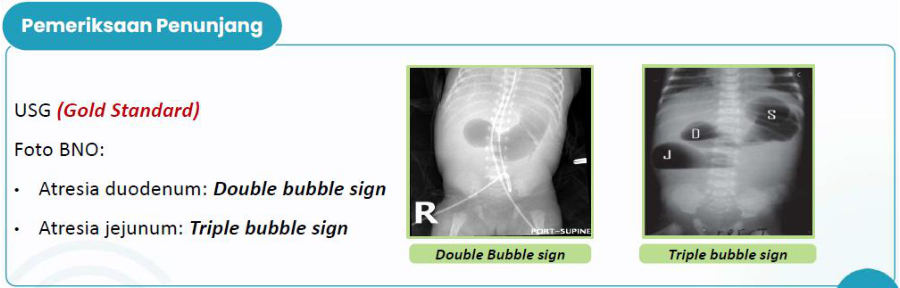 Pemeriksaan Penunjang
USG (Gold Standard)
Foto BNO:
• Atresia duodenum: Double bubble sign
• Atresia jejunum: Triple bubble sign
R
PORT-SUPINE
Double Bubble sign
S
D
J
Triple bubble sign